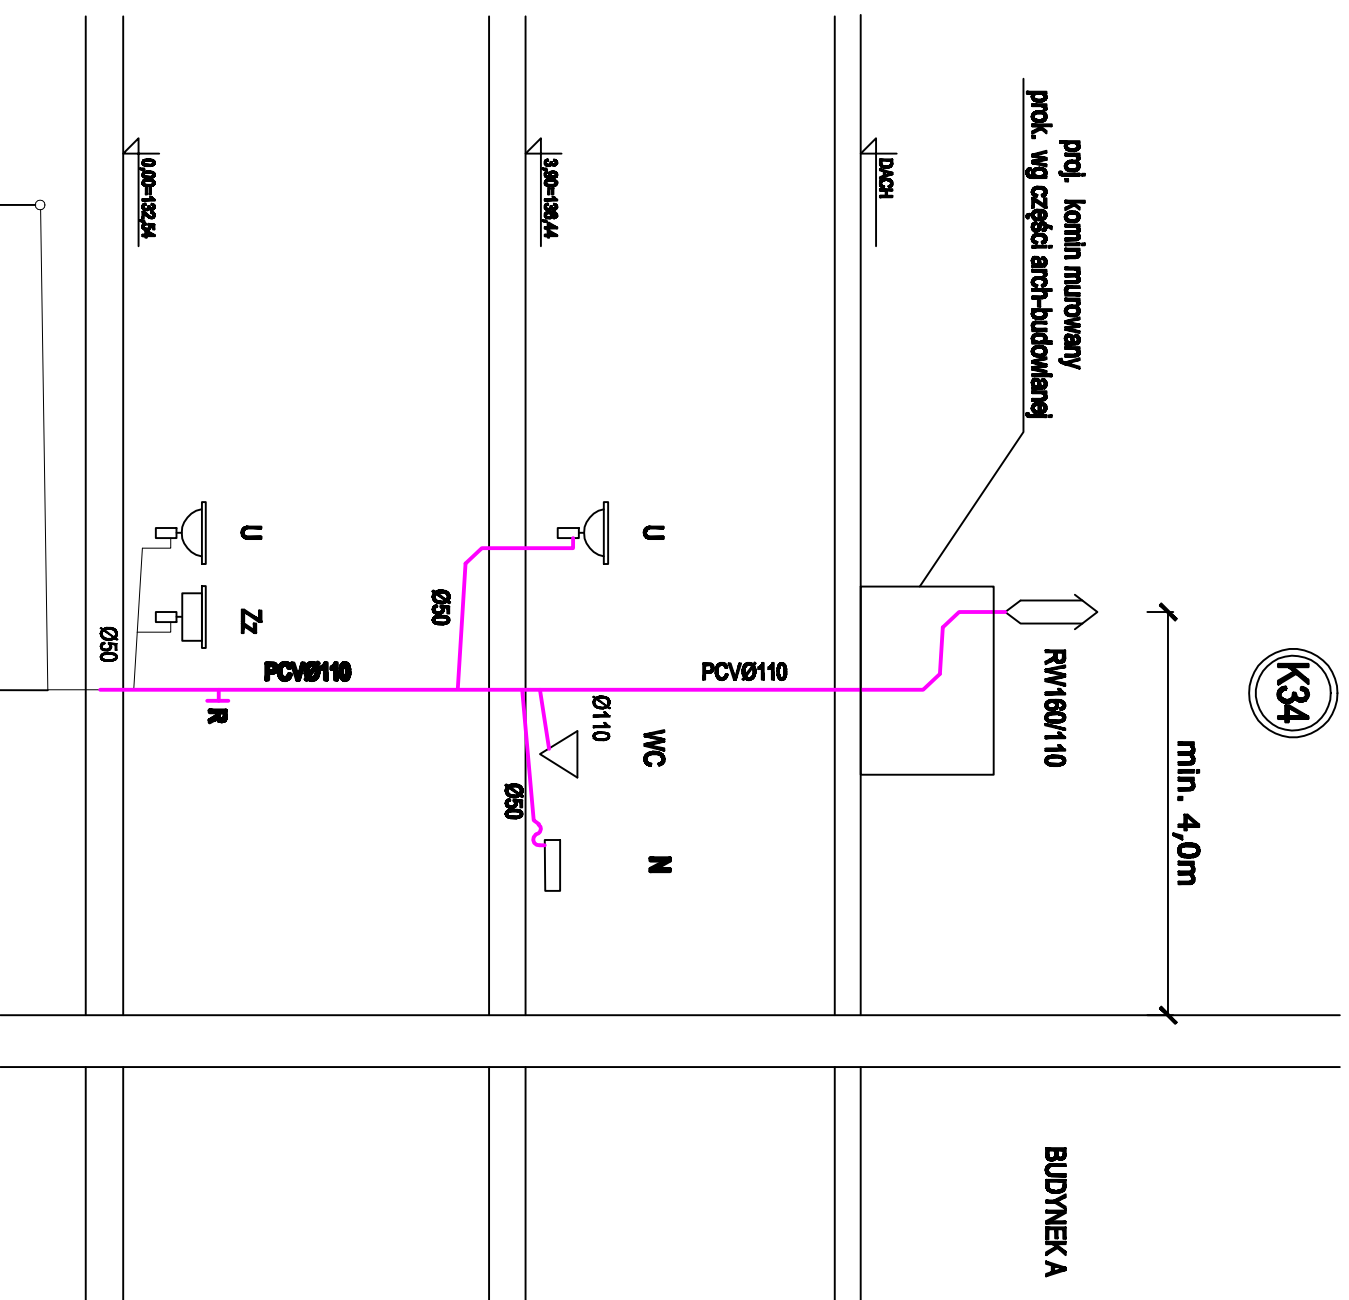 K34
min. 4,0m
proj. komin murowany
prok. wg części arch-budowlanej
RW160/110
BUDYNEK A
DACH
PCVØ110
U
WC
N
Ø110
3,90=136,44
Ø50
Ø50
PCVØ110
U
Zz
R
0,00=132,54
Ø50